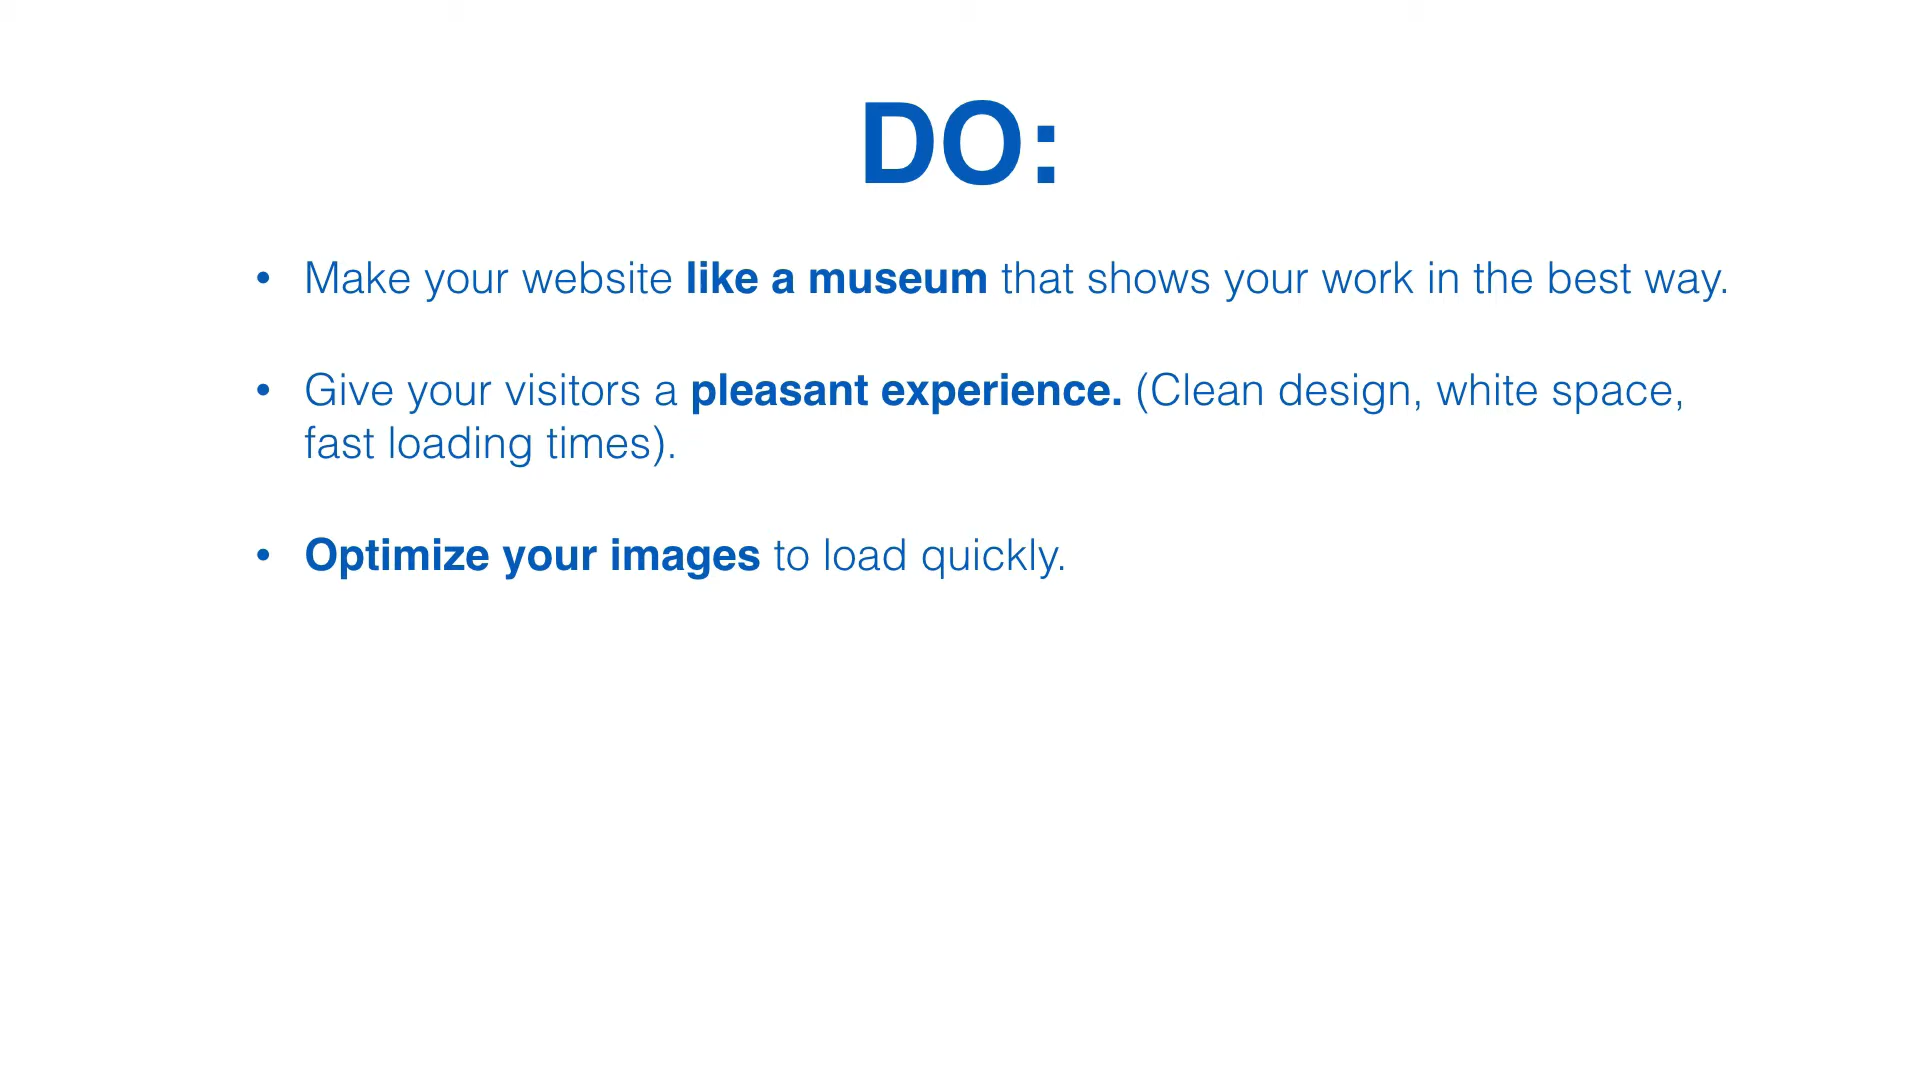 DO:
• Make your website like a museum that shows your work in the best way.
• Give your visitors a pleasant experience. (Clean design, white space,
fast loading times).
• Optimize your images to load quickly.